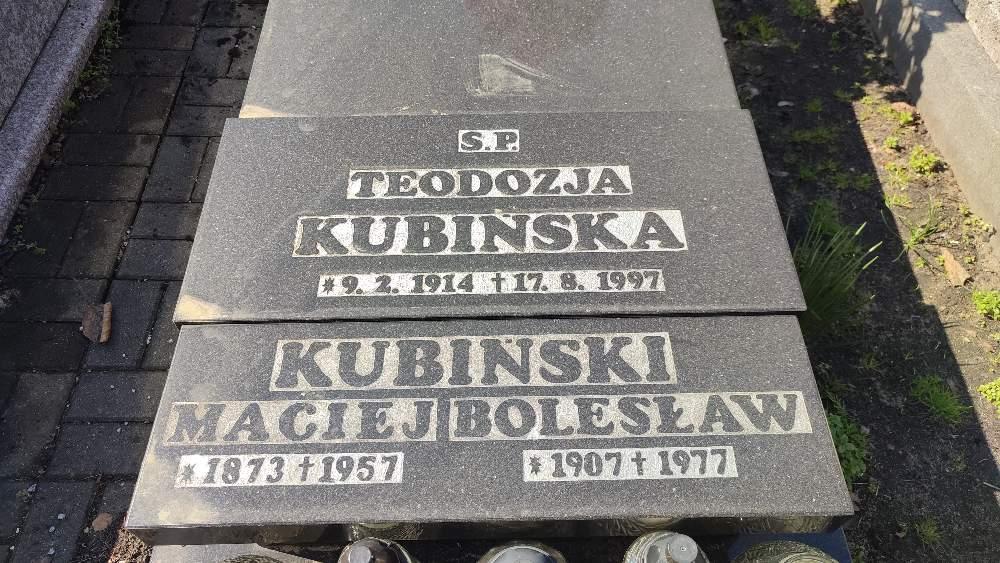 Ś.P.
TEODOZJA
KUBIŃSKA
* 9. 2. 1914 † 17. 8. 1997
KUBIŃSKI
MACIEJ BOLESŁAW
* 1873 † 1957 * 1907 † 1977